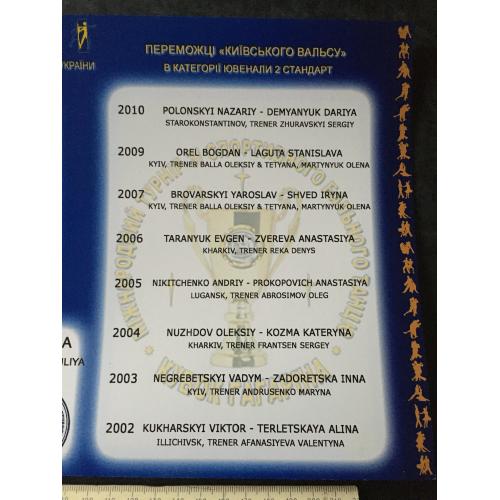 КРАЇНИ
ПЕРЕМОЖЦІ «КИЇВСЬКОГО ВАЛЬСУ»
В КАТЕГОРІЇ ЮВЕНАЛИ 2 СТАНДАРТ
2010 POLONSKYI NAZARIY - DEMYANYUK DARIYA
STAROKONSTANTINOV, TRENER ZHURAVSKYI SERGIY
2009 OREL BOGDAN - LAGUTA STANISLAVA
KYIV, TRENER BALLA OLEKSIY & TETYANA, MARTYNYUK OLENA
2007 BROVARSKYI YAROSLAV - SHVED IRYNA
KYIV, TRENER BALLA OLEKSIY & TETYANA, MARTYNYUK OLENA
2006 TARANYUK EVGEN - ZVEREVA ANASTASIYA
KHARKIV, TRENER REKA DENYS
2005 NIKITCHENKO ANDRIY - PROKOPOVICH ANASTASIYA
LUGANSK, TRENER ABROSIMOV OLEG
2004 NUZHDOV OLEKSIY - KOZMA KATERYNA
KHARKIV, TRENER FRANTSEN SERGEY
2003 NEGREBETSKYI VADYM - ZADORETSKA INNA
KYIV, TRENER ANDRUSENKO MARYNA
2002 KUKHARSKYI VIKTOR - TERLETSKAYA ALINA
ILLICHIVSK, TRENER AFANASIYEVA VALENTYNA